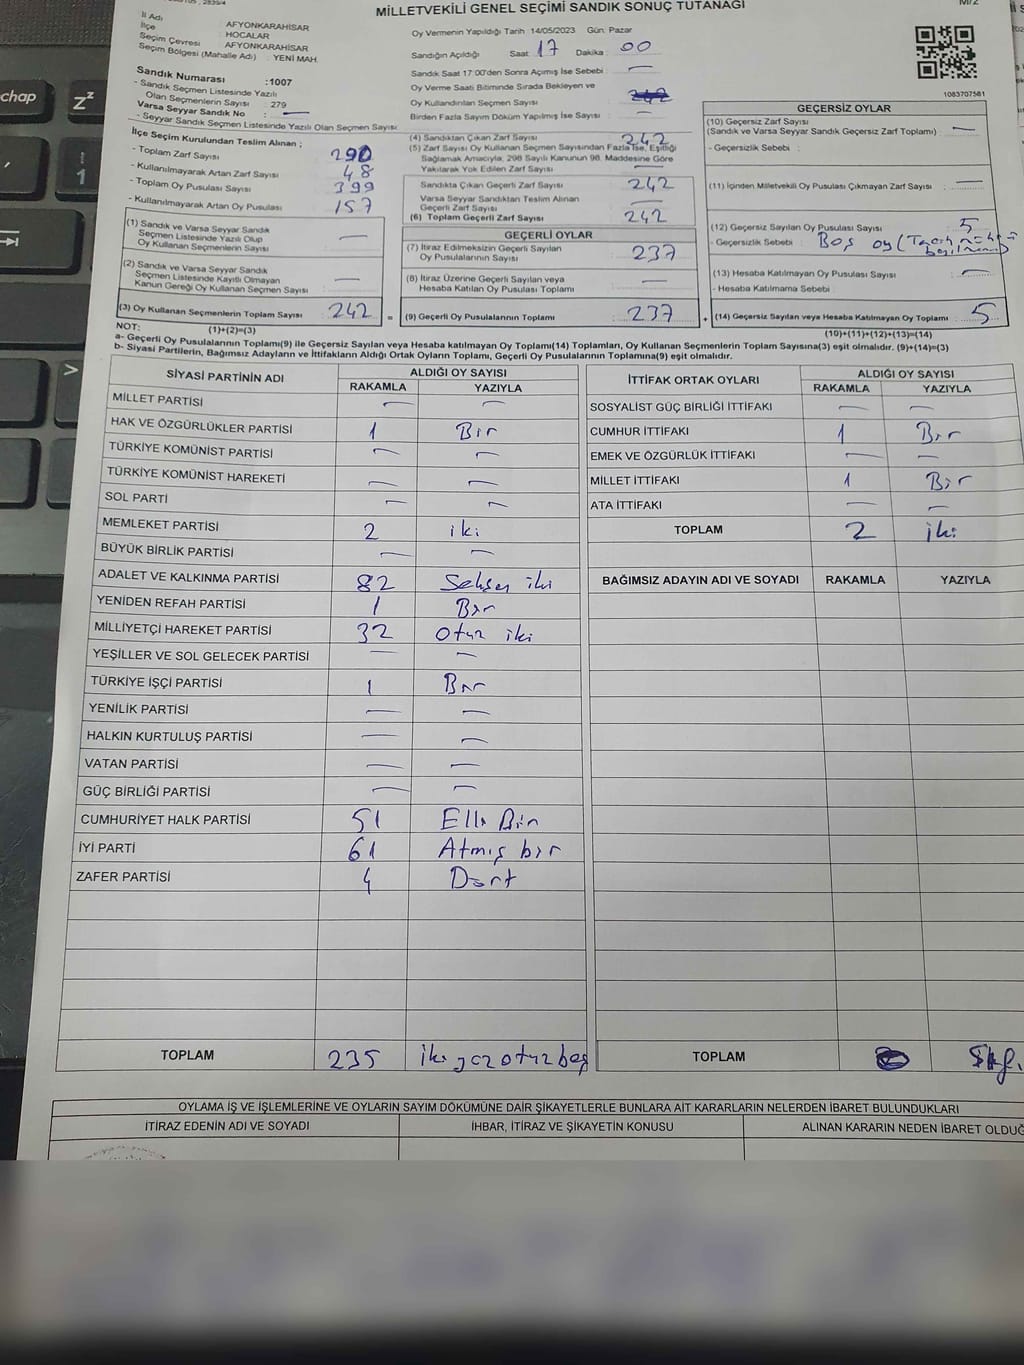 MİLLETVEKİLİ GENEL SEÇİMİ SANDIK SONUÇ TUTANAĞI
M/2
İl Adı : AFYONKARAHİSAR
İlçe : HOCALAR
Seçim Çevresi : AFYONKARAHİSAR
Seçim Bölgesi (Mahalle Adı) : YENİ MAH.
Sandık Numarası :1007
- Sandık Seçmen Listesinde Yazılı
Olan Seçmenlerin Sayısı : 279
Varsa Seyyar Sandık No : —
- Seyyar Sandık Seçmen Listesinde Yazılı Olan Seçmen Sayısı:
İlçe Seçim Kurulundan Teslim Alınan ;
- Toplam Zarf Sayısı 290
- Kullanılmayarak Artan Zarf Sayısı 48
- Toplam Oy Pusulası Sayısı 399
- Kullanılmayarak Artan Oy Pusulası 157
(1) Sandık ve Varsa Seyyar Sandık
Seçmen Listesinde Yazılı Olup
Oy Kullanan Seçmenlerin Sayısı —
(2) Sandık ve Varsa Seyyar Sandık
Seçmen Listesinde Kayıtlı Olmayan
Kanun Gereği Oy Kullanan Seçmen Sayısı —
(3) Oy Kullanan Seçmenlerin Toplam Sayısı 242 =
Oy Vermenin Yapıldığı Tarih :14/05/2023 Gün: Pazar
Sandığın Açıldığı Saat: 17 Dakika: 00
Sandık Saat 17:00'den Sonra Açımış İse Sebebi : —
Oy Verme Saati Bitiminde Sırada Bekleyen ve
Oy Kullandırılan Seçmen Sayısı
Birden Fazla Sayım Döküm Yapılmış İse Sayısı : —
(4) Sandıktan Çıkan Zarf Sayısı 242
(5) Zarf Sayısı Oy Kullanan Seçmen Sayısından Fazla İse, Eşitliği
Sağlamak Amacıyla, 298 Sayılı Kanunun 98. Maddesine Göre
Yakılarak Yok Edilen Zarf Sayısı —
Sandıkta Çıkan Geçerli Zarf Sayısı 242
Varsa Seyyar Sandıktan Teslim Alınan
Geçerli Zarf Sayısı —
(6) Toplam Geçerli Zarf Sayısı 242
GEÇERLİ OYLAR
(7) İtiraz Edilmeksizin Geçerli Sayılan
Oy Pusulalarının Sayısı 237
(8) İtiraz Üzerine Geçerli Sayılan veya
Hesaba Katılan Oy Pusulası Toplamı —
(9) Geçerli Oy Pusulalarının Toplamı 237 +
1083707581
GEÇERSİZ OYLAR
(10) Geçersiz Zarf Sayısı
(Sandık ve Varsa Seyyar Sandık Geçersiz Zarf Toplamı) : —
- Geçersizlik Sebebi :
(11) İçinden Milletvekili Oy Pusulası Çıkmayan Zarf Sayısı : —
(12) Geçersiz Sayılan Oy Pusulası Sayısı : 5
- Geçersizlik Sebebi : Boş oy
(13) Hesaba Katılmayan Oy Pusulası Sayısı : —
- Hesaba Katılmama Sebebi
(14) Geçersiz Sayılan veya Hesaba Katılmayan Oy Toplamı : 5
NOT: (1)+(2)=(3) (10)+(11)+(12)+(13)=(14)
a- Geçerli Oy Pusulalarının Toplamı(9) ile Geçersiz Sayılan veya Hesaba katılmayan Oy Toplamı(14) Toplamları, Oy Kullanan Seçmenlerin Toplam Sayısına(3) eşit olmalıdır. (9)+(14)=(3)
b- Siyasi Partilerin, Bağımsız Adayların ve İttifakların Aldığı Ortak Oyların Toplamı, Geçerli Oy Pusulalarının Toplamına(9) eşit olmalıdır.
SİYASİ PARTİNİN ADI ALDIĞI OY SAYISI
RAKAMLA YAZIYLA
MİLLET PARTİSİ — —
HAK VE ÖZGÜRLÜKLER PARTİSİ 1 Bir
TÜRKİYE KOMÜNİST PARTİSİ — —
TÜRKİYE KOMÜNİST HAREKETİ — —
SOL PARTİ — —
MEMLEKET PARTİSİ 2 iki
BÜYÜK BİRLİK PARTİSİ — —
ADALET VE KALKINMA PARTİSİ 82 Seksen iki
YENİDEN REFAH PARTİSİ 1 Bir
MİLLİYETÇİ HAREKET PARTİSİ 32 Otuz iki
YEŞİLLER VE SOL GELECEK PARTİSİ — —
TÜRKİYE İŞÇİ PARTİSİ 1 Bir
YENİLİK PARTİSİ — —
HALKIN KURTULUŞ PARTİSİ — —
VATAN PARTİSİ — —
GÜÇ BİRLİĞİ PARTİSİ — —
CUMHURİYET HALK PARTİSİ 51 Elli Bir
İYİ PARTİ 61 Atmış bir
ZAFER PARTİSİ 4 Dört
TOPLAM 235 iki yüz otuz beş
İTTİFAK ORTAK OYLARI ALDIĞI OY SAYISI
RAKAMLA YAZIYLA
SOSYALİST GÜÇ BİRLİĞİ İTTİFAKI — —
CUMHUR İTTİFAKI 1 Bir
EMEK VE ÖZGÜRLÜK İTTİFAKI — —
MİLLET İTTİFAKI 1 Bir
ATA İTTİFAKI — —
TOPLAM 2 iki
BAĞIMSIZ ADAYIN ADI VE SOYADI RAKAMLA YAZIYLA
TOPLAM
OYLAMA İŞ VE İŞLEMLERİNE VE OYLARIN SAYIM DÖKÜMÜNE DAİR ŞİKAYETLERLE BUNLARA AİT KARARLARIN NELERDEN İBARET BULUNDUKLARI
İTİRAZ EDENİN ADI VE SOYADI İHBAR, İTİRAZ VE ŞİKAYETİN KONUSU ALINAN KARARIN NEDEN İBARET OLDUĞ